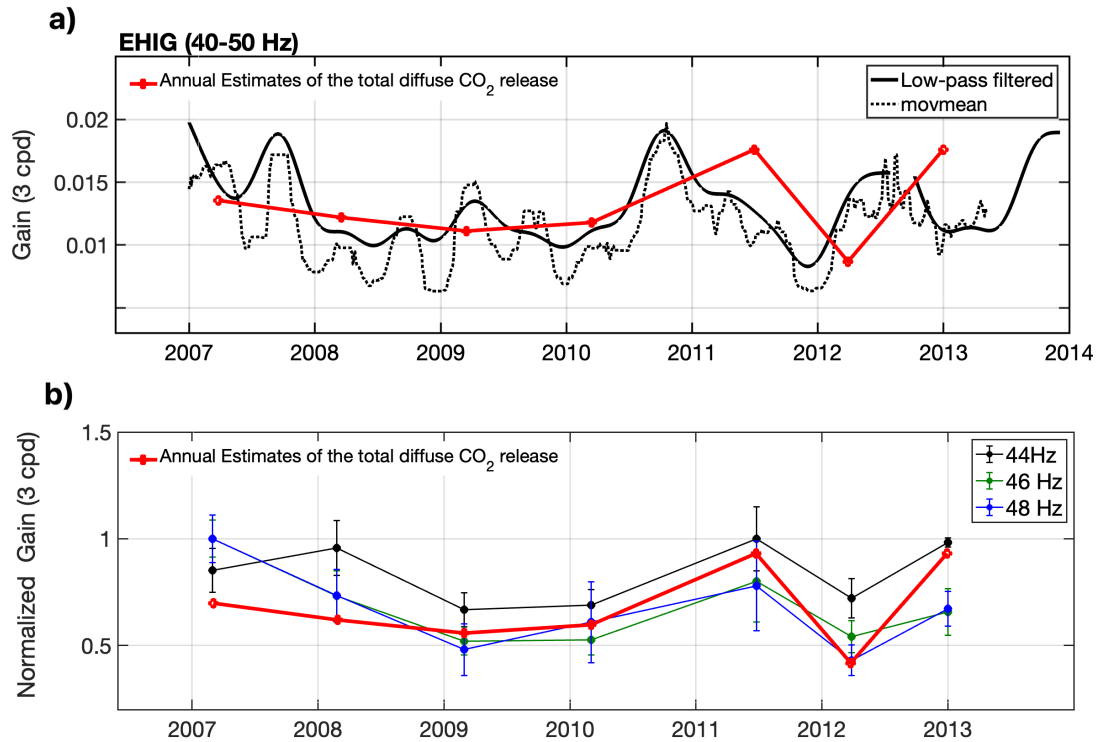 a)
EHIG (40-50 Hz)
Annual Estimates of the total diffuse CO2 release
Low-pass filtered
movmean
Gain (3 cpd)
0.02
0.015
0.01
2007 2008 2009 2010 2011 2012 2013 2014
b)
Annual Estimates of the total diffuse CO2 release
44Hz
46 Hz
48 Hz
Normalized Gain (3 cpd)
1.5
1
0.5
2007 2008 2009 2010 2011 2012 2013